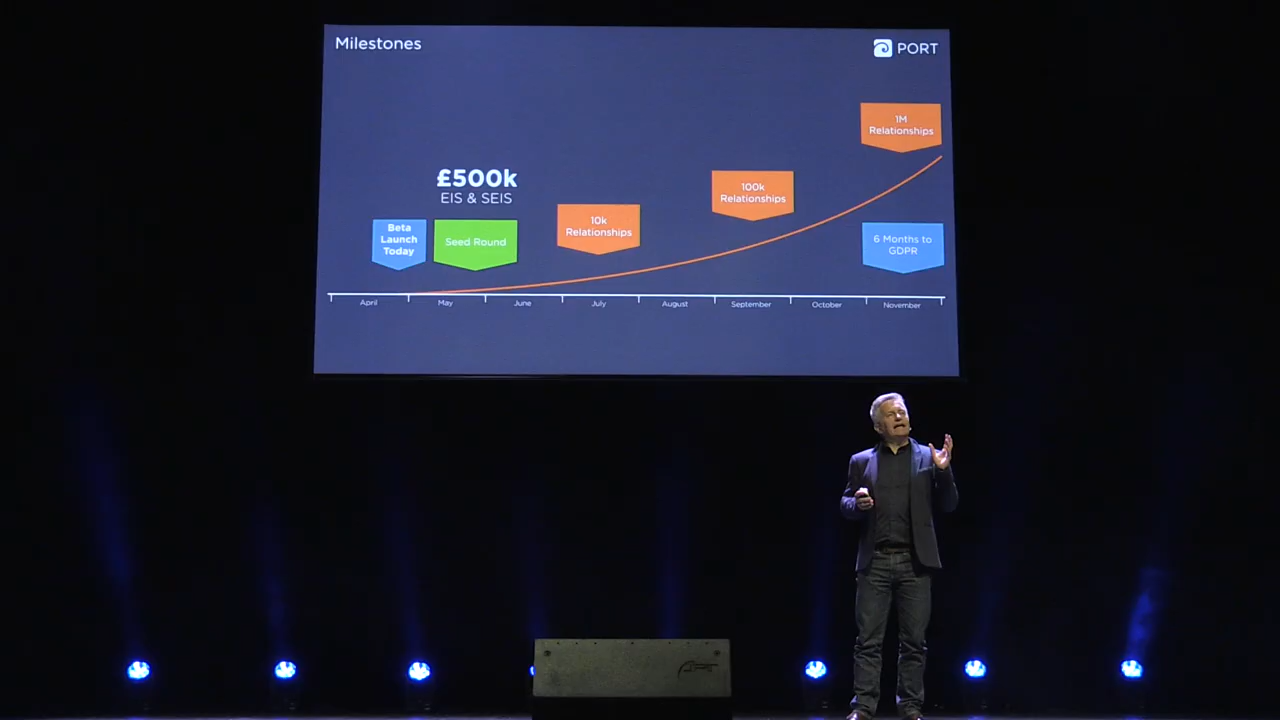 Milestones
PORT
1M
Relationships
£500k
EIS & SEIS
100k
Relationships
10k
Relationships
Beta
Launch
Today
Seed Round
6 Months to
GDPR
April
May
June
July
August
September
October
November